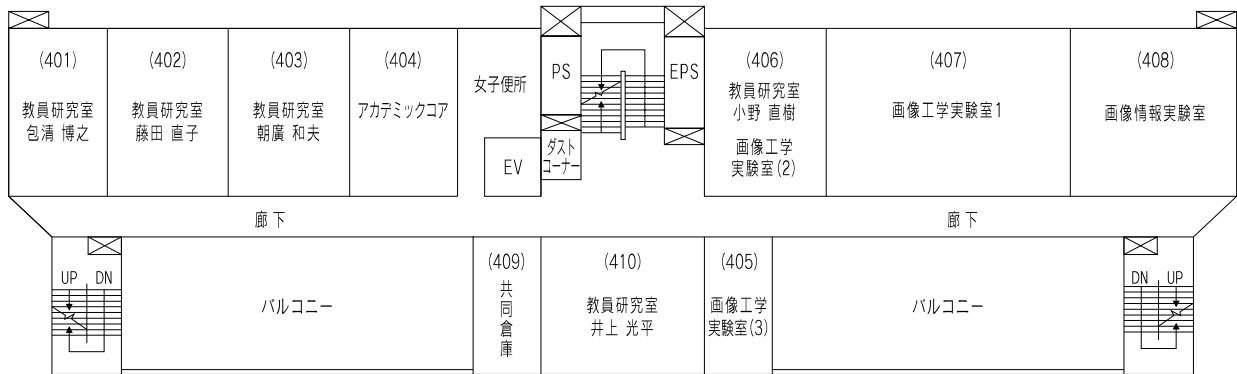 (401)
教員研究室
包清 博之
(402)
教員研究室
藤田 直子
(403)
教員研究室
朝廣 和夫
(404)
アカデミックコア
女子便所
EV
PS
ダスト
コーナー
EPS
(406)
教員研究室
小野 直樹
画像工学
実験室(2)
(407)
画像工学実験室1
(408)
画像情報実験室
廊下
廊下
UP DN
バルコニー
(409)
共同倉庫
(410)
教員研究室
井上 光平
(405)
画像工学
実験室(3)
バルコニー
DN UP